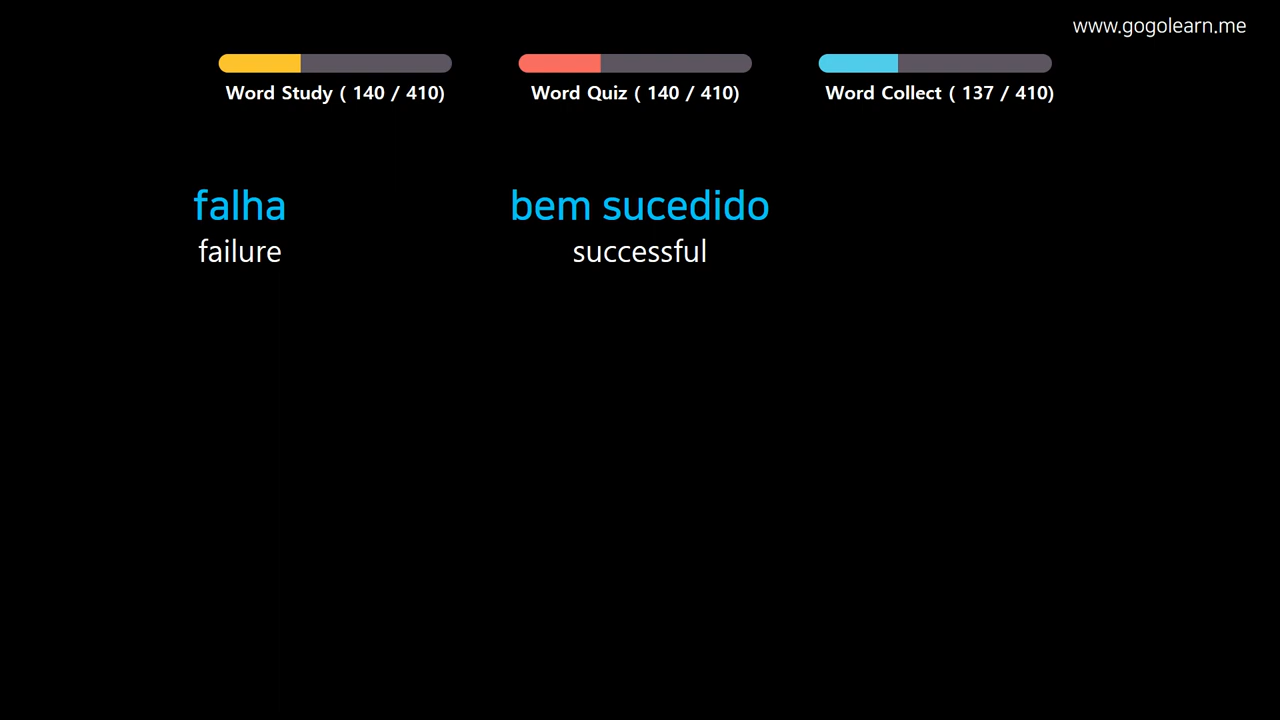 www.gogolearn.me
Word Study ( 140 / 410)
Word Quiz ( 140 / 410)
Word Collect ( 137 / 410)
falha
failure
bem sucedido
successful